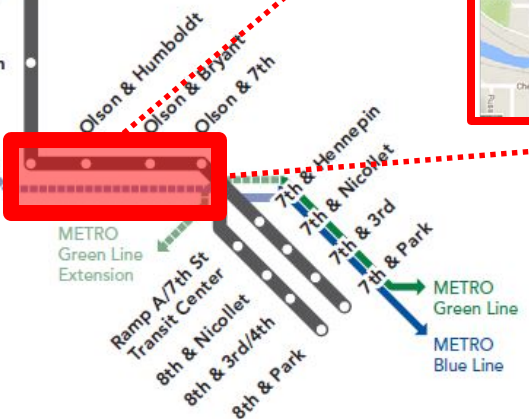 Olson & Humboldt
Olson & Bryant
Olson & 7th
7th & Hennepin
7th & Nicollet
7th & 3rd
7th & Park
METRO
Green Line
Extension
Ramp A/7th St
Transit Center
8th & Nicollet
8th & 3rd/4th
8th & Park
METRO
Green Line
METRO
Blue Line